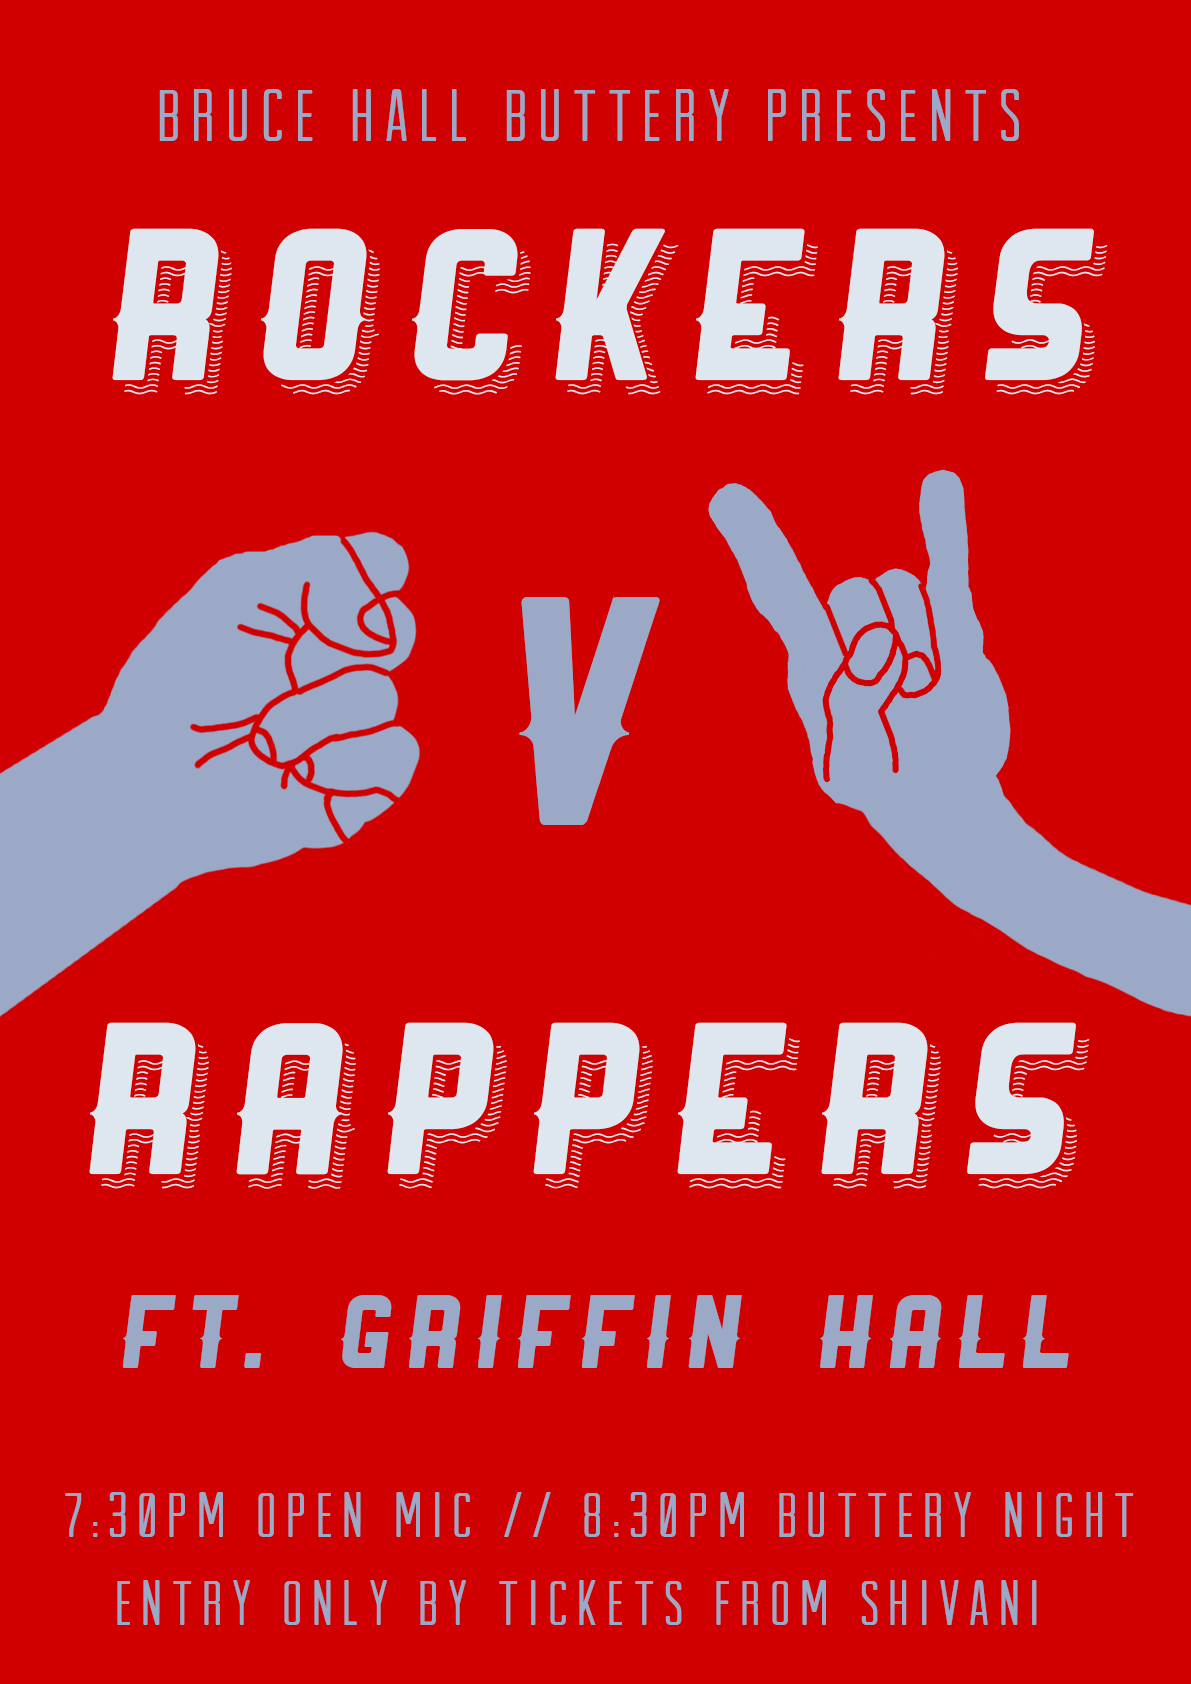 BRUCE HALL BUTTERY PRESENTS
ROCKERS
V
RAPPERS
FT. GRIFFIN HALL
7:30PM OPEN MIC // 8:30PM BUTTERY NIGHT
ENTRY ONLY BY TICKETS FROM SHIVANI